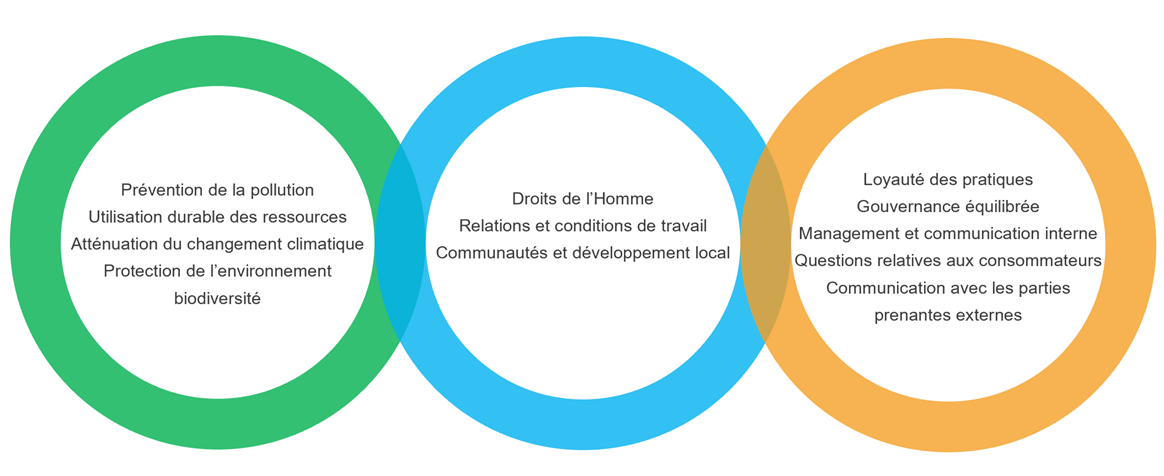 Prévention de la pollution
Utilisation durable des ressources
Atténuation du changement climatique
Protection de l’environnement
biodiversité
Droits de l’Homme
Relations et conditions de travail
Communautés et développement local
Loyauté des pratiques
Gouvernance équilibrée
Management et communication interne
Questions relatives aux consommateurs
Communication avec les parties
prenantes externes